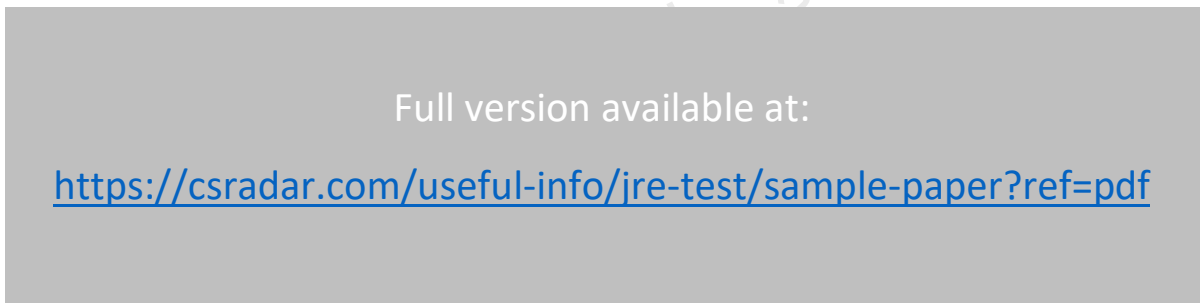 Full version available at:
https://csradar.com/useful-info/jre-test/sample-paper?ref=pdf